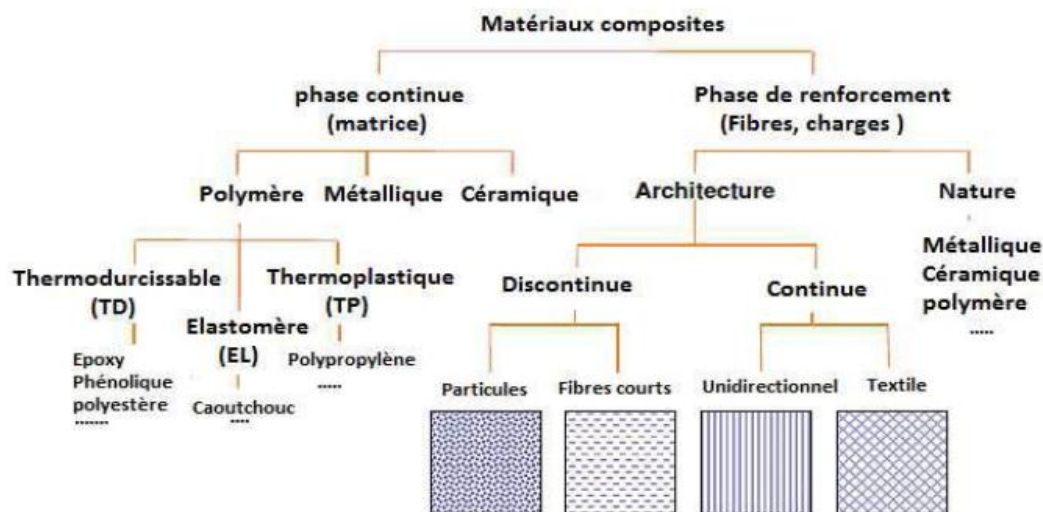 Matériaux composites
phase continue
(matrice)
Phase de renforcement
(Fibres, charges )
Polymère
Métallique
Céramique
Architecture
Nature
Thermodurcissable
(TD)
Elastomère
(EL)
Thermoplastique
(TP)
Discontinue
Continue
Métallique
Céramique
polymère
.....
Epoxy
Phénolique
polyestère
.......
Caoutchouc
....
Polypropylène
.....
Particules
Fibres courts
Unidirectionnel
Textile